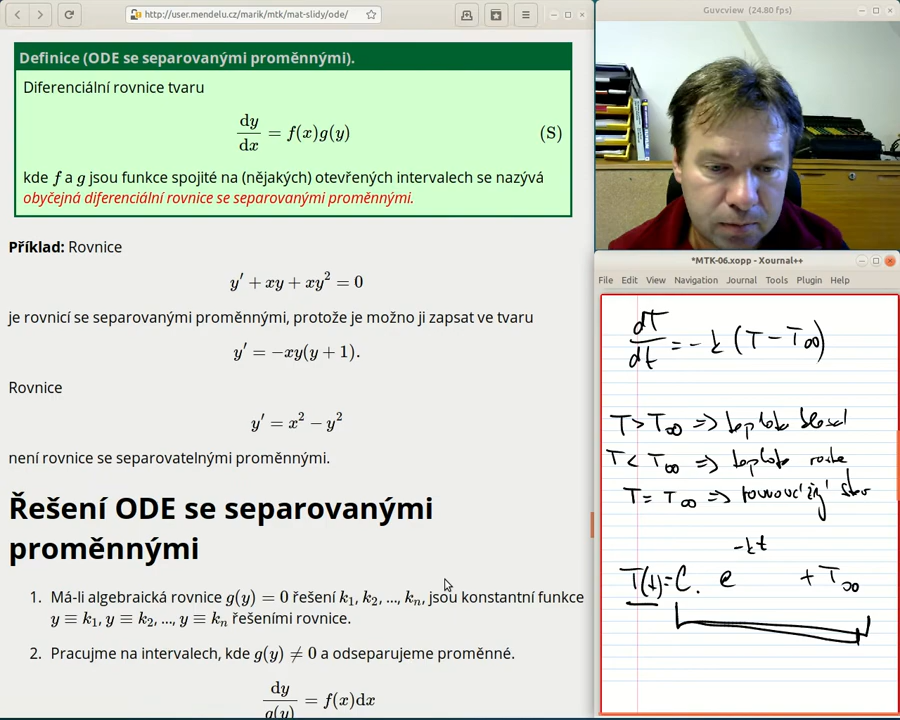 http://user.mendelu.cz/marik/mtk/mat-slidy/ode/
Definice (ODE se separovanými proměnnými).
Diferenciální rovnice tvaru
dy/dx = f(x)g(y) (S)
kde f a g jsou funkce spojité na (nějakých) otevřených intervalech se nazývá
obyčejná diferenciální rovnice se separovanými proměnnými.
Příklad: Rovnice
y′ + xy + xy² = 0
je rovnicí se separovanými proměnnými, protože je možno ji zapsat ve tvaru
y′ = −xy(y + 1).
Rovnice
y′ = x² − y²
není rovnice se separovatelnými proměnnými.
Řešení ODE se separovanými
proměnnými
1. Má-li algebraická rovnice g(y) = 0 řešení k₁, k₂, ..., kₙ, jsou konstantní funkce
y ≡ k₁, y ≡ k₂, ..., y ≡ kₙ řešeními rovnice.
2. Pracujme na intervalech, kde g(y) ≠ 0 a odseparujeme proměnné.
dy/g(y) = f(x)dx
Guvcview (24.80 fps)
*MTK-06.xopp - Xournal++
File Edit View Navigation Journal Tools Plugin Help
dT/dt = −k (T − T∞)
T > T∞ ⇒ teplota klesá
T < T∞ ⇒ teplota roste
T = T∞ ⇒ rovnovážný stav
T(t) = C. e^(−kt) + T∞